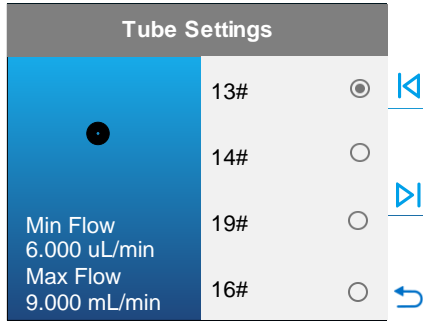 Tube Settings
13#
14#
19#
16#
Min Flow
6.000 uL/min
Max Flow
9.000 mL/min